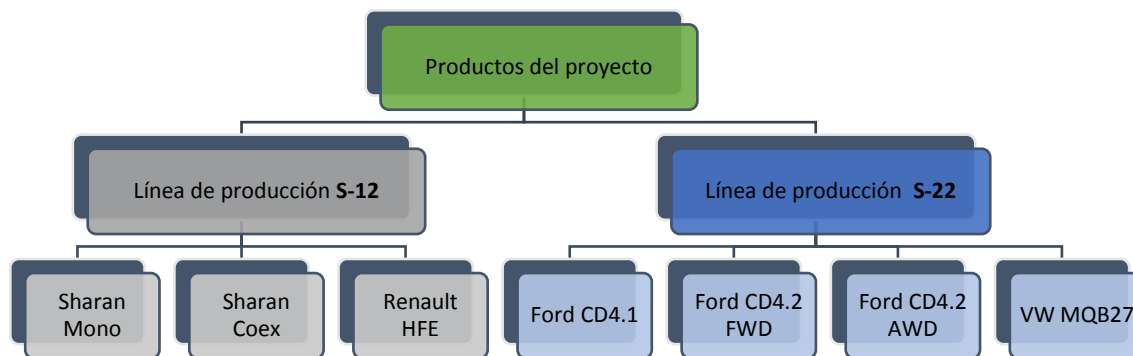 Productos del proyecto
Línea de producción S-12
Línea de producción S-22
Sharan
Mono
Sharan
Coex
Renault
HFE
Ford CD4.1
Ford CD4.2
FWD
Ford CD4.2
AWD
VW MQB27